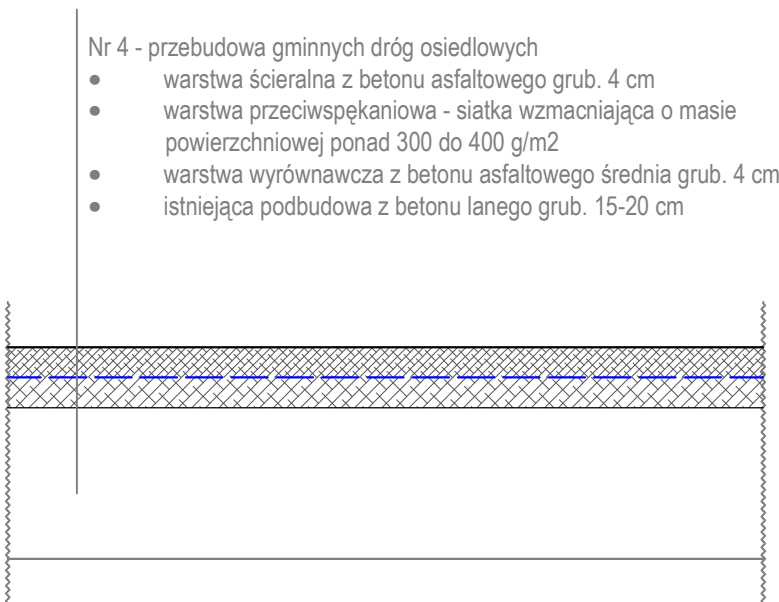 Nr 4 - przebudowa gminnych dróg osiedlowych
● warstwa ścieralna z betonu asfaltowego grub. 4 cm
● warstwa przeciwspękaniowa - siatka wzmacniająca o masie
powierzchniowej ponad 300 do 400 g/m2
● warstwa wyrównawcza z betonu asfaltowego średnia grub. 4 cm
● istniejąca podbudowa z betonu lanego grub. 15-20 cm